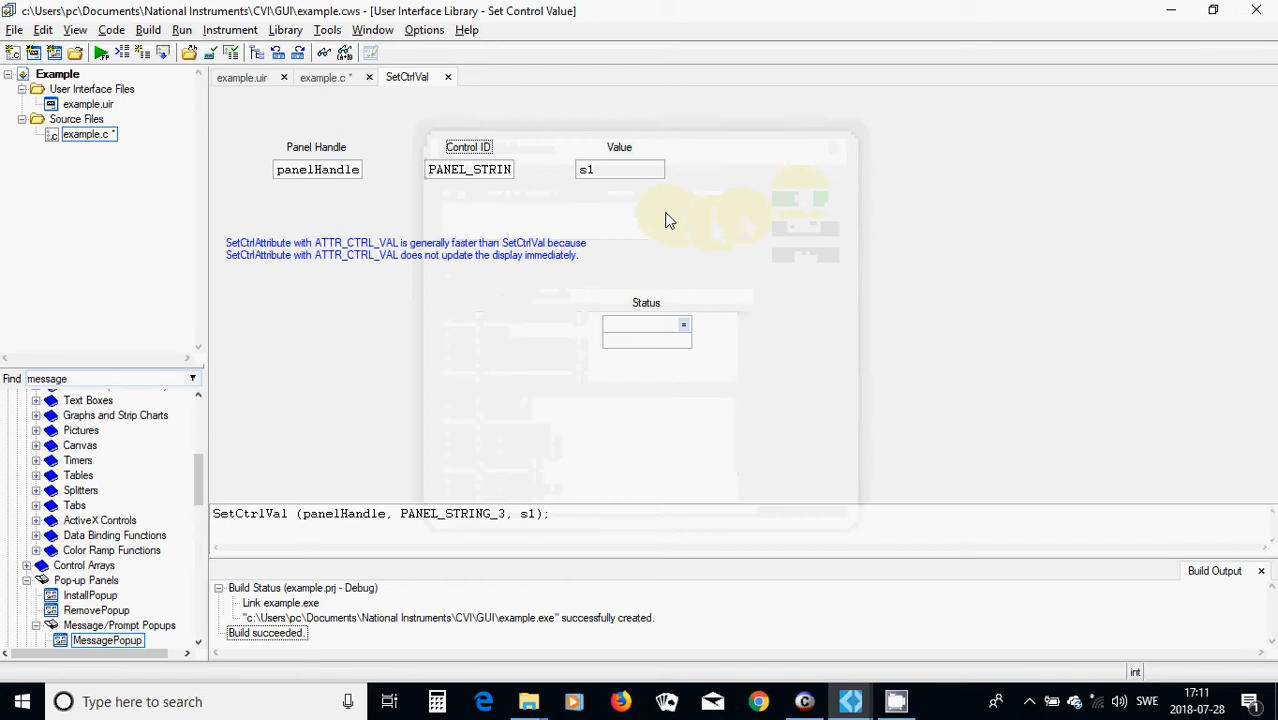 c:\Users\pc\Documents\National Instruments\CVI\GUI\example.cws - [User Interface Library - Set Control Value]
File Edit View Code Build Run Instrument Library Tools Window Options Help
Example
User Interface Files
example.uir
Source Files
example.c *
example.uir
example.c *
SetCtrlVal
Panel Handle
Control ID
Value
panelHandle
PANEL_STRIN
s1
SetCtrlAttribute with ATTR_CTRL_VAL is generally faster than SetCtrlVal because
SetCtrlAttribute with ATTR_CTRL_VAL does not update the display immediately.
Status
Find message
Text Boxes
Graphs and Strip Charts
Pictures
Canvas
Timers
Tables
Splitters
Tabs
ActiveX Controls
Data Binding Functions
Color Ramp Functions
Control Arrays
Pop-up Panels
InstallPopup
RemovePopup
Message/Prompt Popups
MessagePopup
SetCtrlVal (panelHandle, PANEL_STRING_3, s1);
Build Output
Build Status (example.prj - Debug)
Link example.exe
"c:\Users\pc\Documents\National Instruments\CVI\GUI\example.exe" successfully created.
Build succeeded.
int
Type here to search
SWE
17:11
2018-07-28